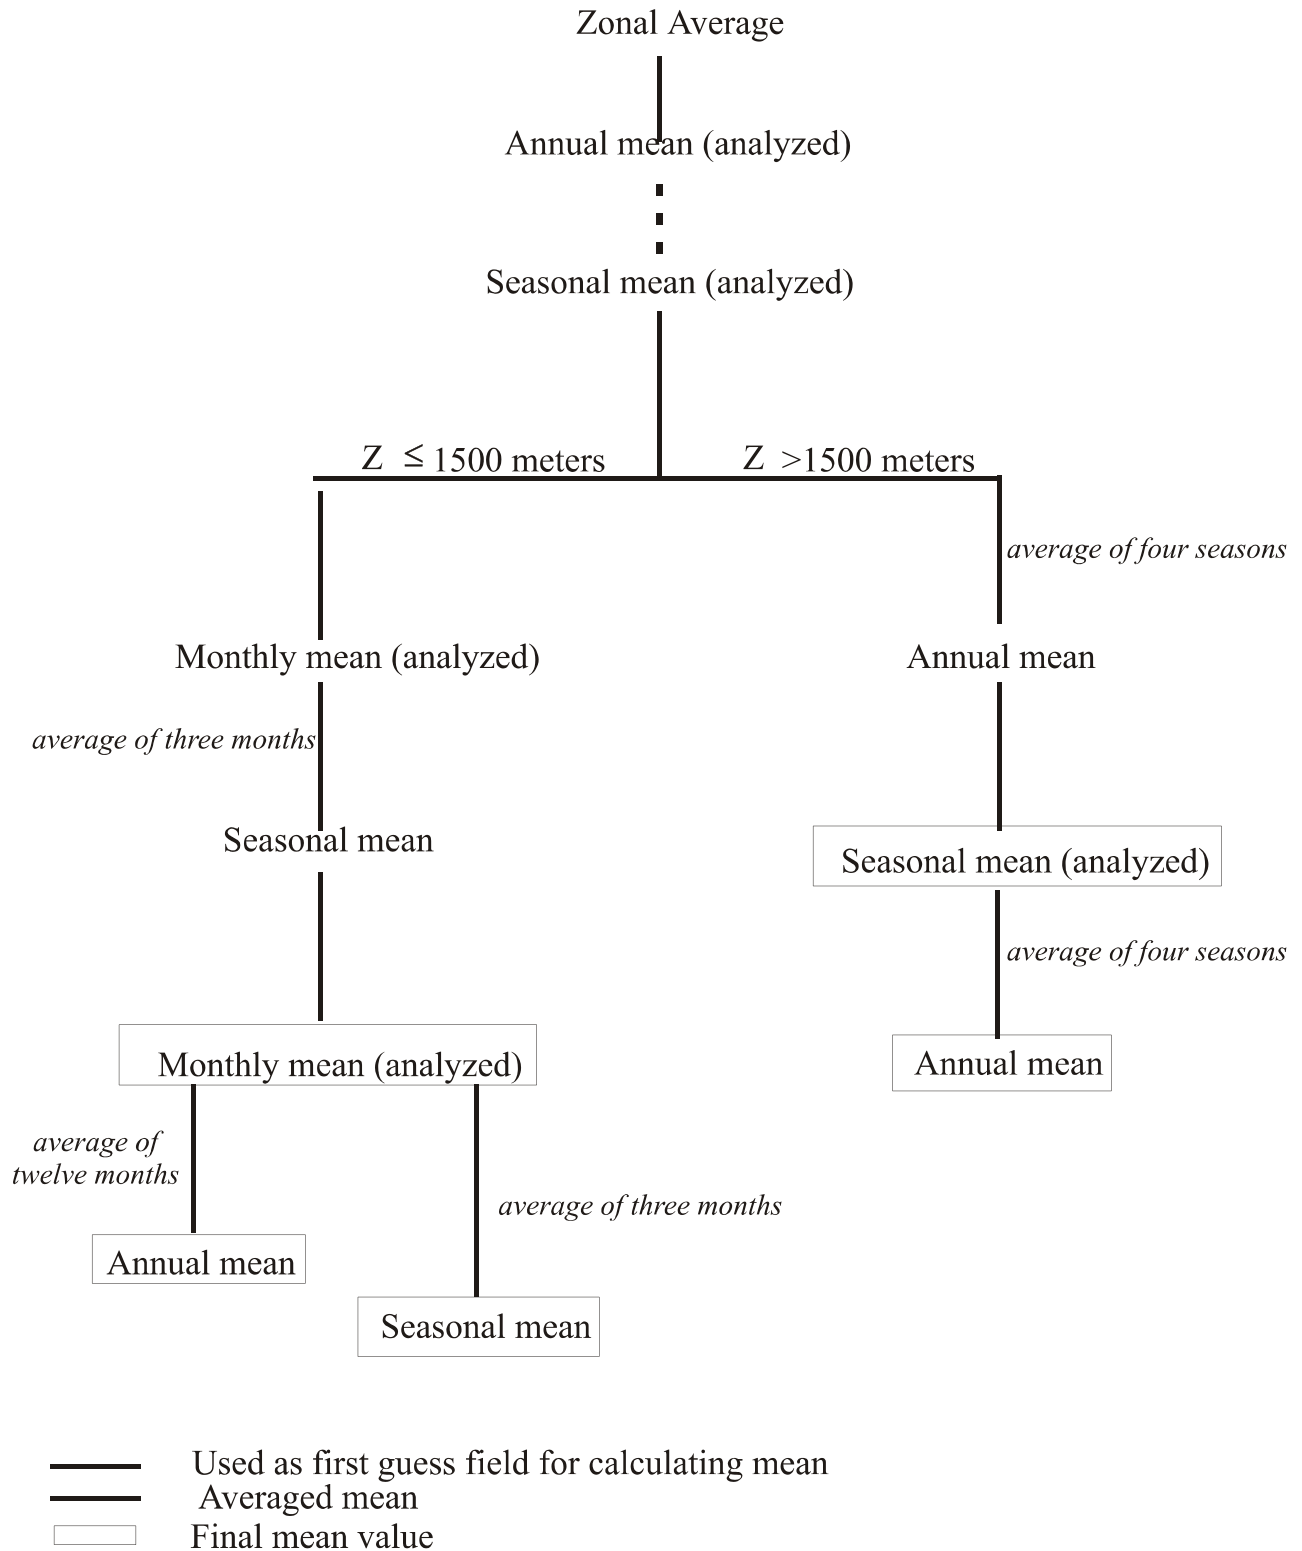 Zonal Average
Annual mean (analyzed)
Seasonal mean (analyzed)
Z ≤ 1500 meters
Z >1500 meters
average of four seasons
Monthly mean (analyzed)
Annual mean
average of three months
Seasonal mean
Seasonal mean (analyzed)
average of four seasons
Monthly mean (analyzed)
Annual mean
average of
twelve months
average of three months
Annual mean
Seasonal mean
Used as first guess field for calculating mean
Averaged mean
Final mean value